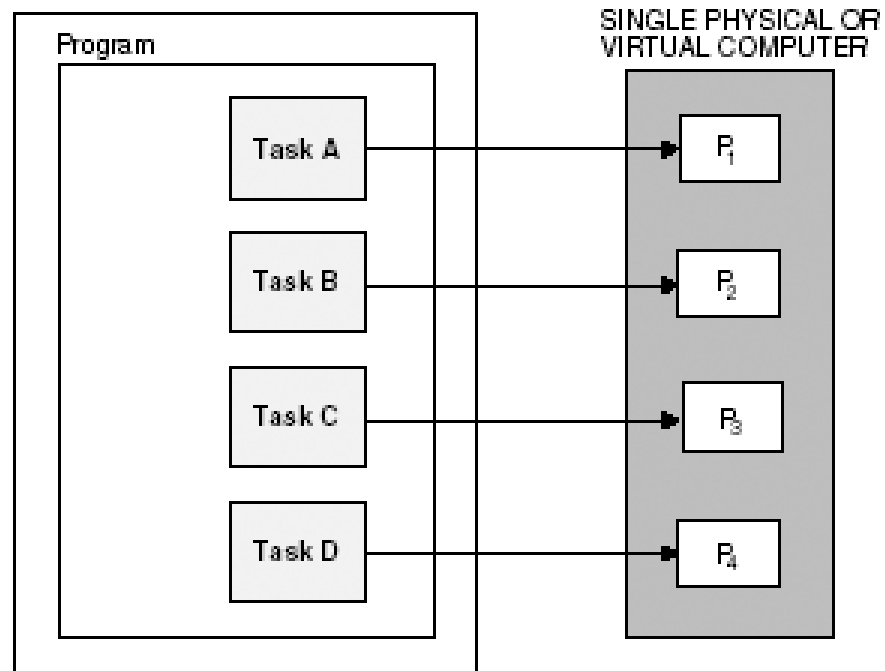 SINGLE PHYSICAL OR
VIRTUAL COMPUTER
Program
Task A
P1
Task B
P2
Task C
P3
Task D
P4